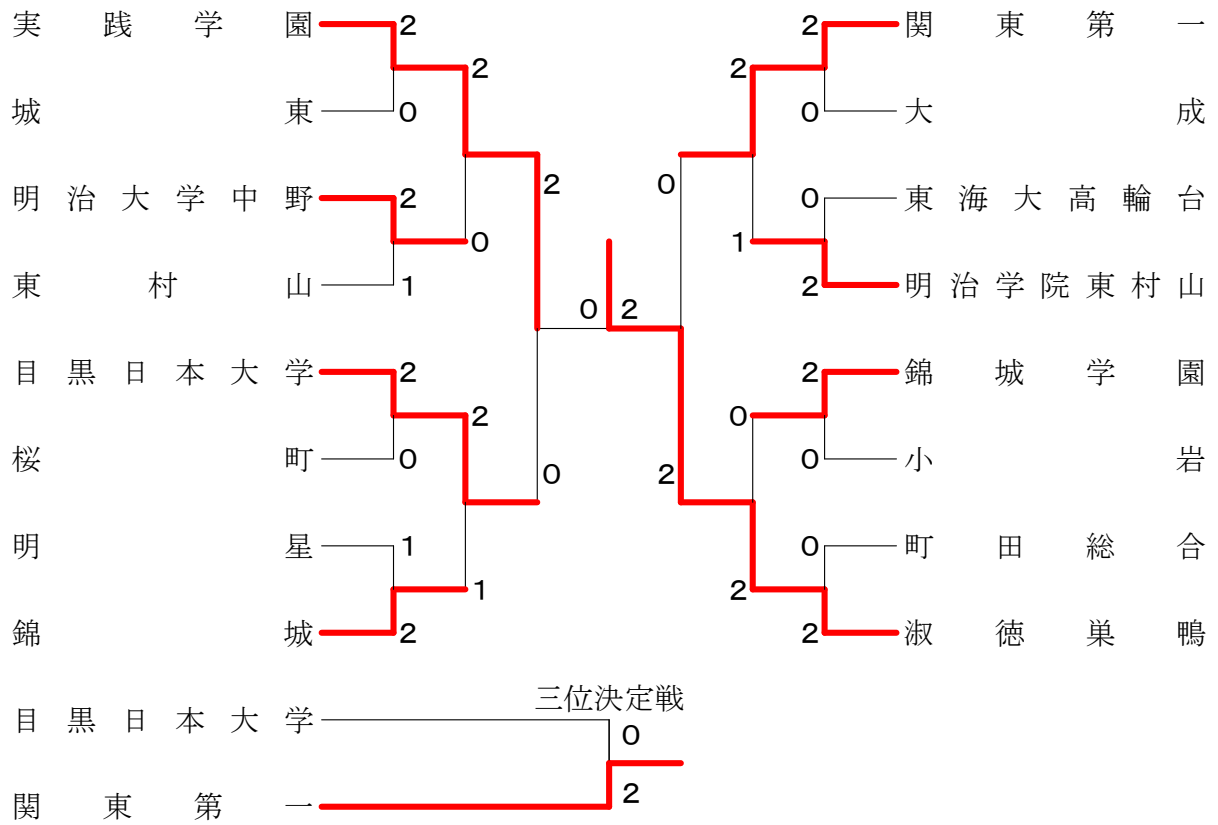 実践学園 2 2 関東第一
2 2
城東 0 0 大成
2 0
明治大学中野 2 0 東海大高輪台
0 1
東村山 1 2 明治学院東村山
0 2
目黒日本大学 2 2 錦城学園
2 0
桜町 0 0 小岩
0 2
明星 1 0 町田総合
1 2
錦城 2 2 淑徳巣鴨
三位決定戦
目黒日本大学 0
関東第一 2